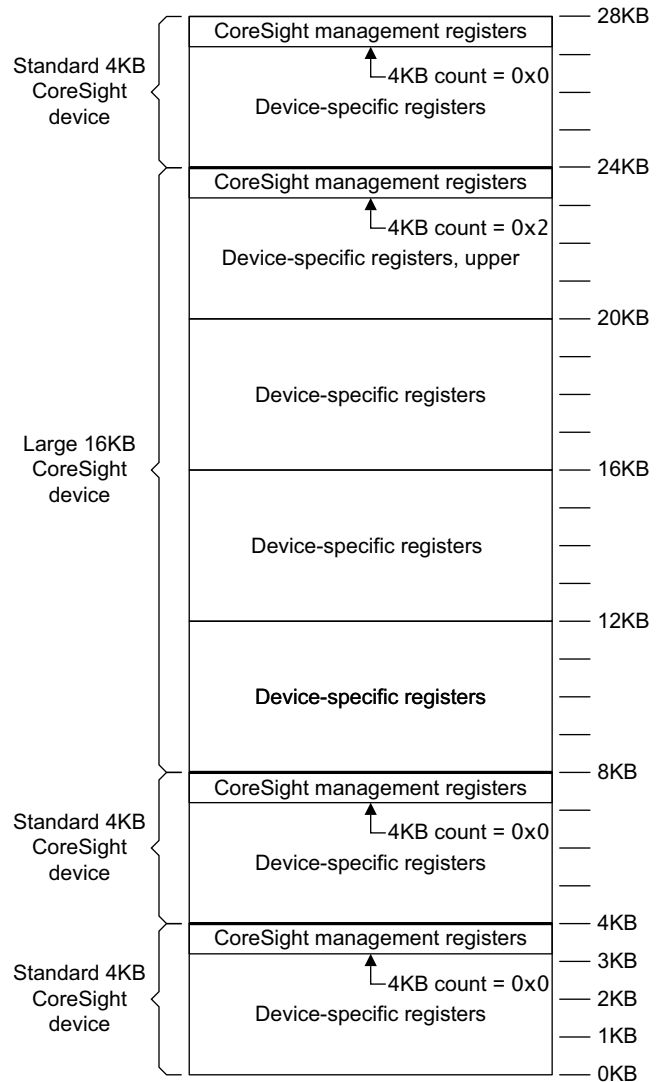 28KB
CoreSight management registers
4KB count = 0x0
Standard 4KB
CoreSight
device
Device-specific registers
24KB
CoreSight management registers
4KB count = 0x2
Device-specific registers, upper
20KB
Device-specific registers
Large 16KB
CoreSight
device
16KB
Device-specific registers
12KB
Device-specific registers
8KB
CoreSight management registers
4KB count = 0x0
Standard 4KB
CoreSight
device
Device-specific registers
4KB
CoreSight management registers
3KB
4KB count = 0x0
Standard 4KB
CoreSight
device
2KB
Device-specific registers
1KB
0KB